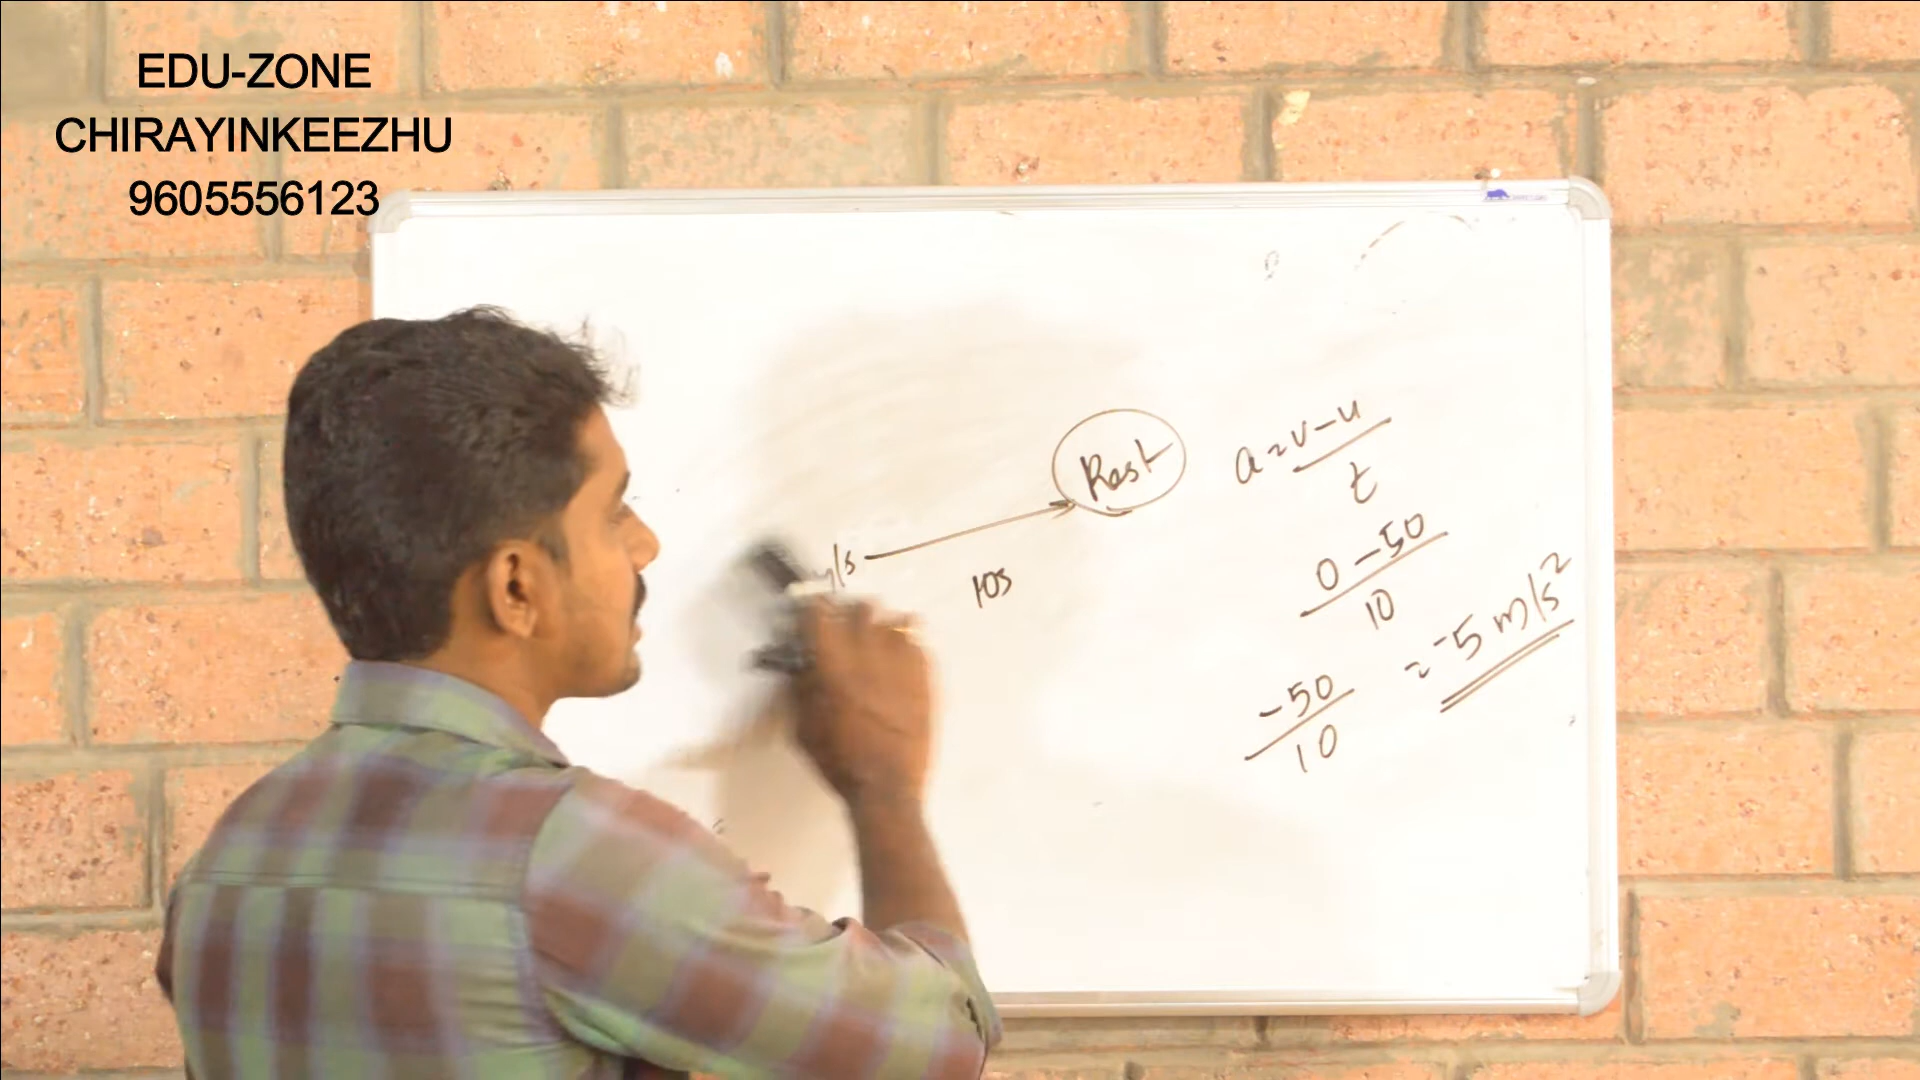 EDU-ZONE
CHIRAYINKEEZHU
9605556123
Rest
/s
10s
a = v-u
t
0-50
10
-50
10
= -5 m/s²